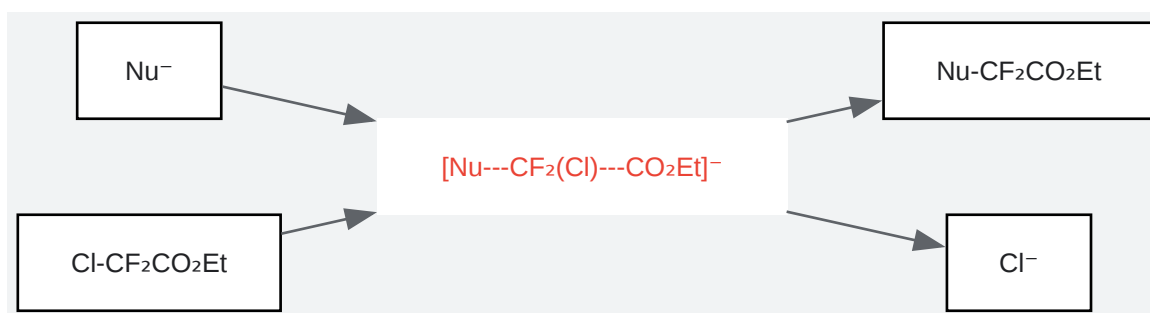 Nu⁻
Nu-CF₂CO₂Et
[Nu---CF₂(Cl)---CO₂Et]⁻
Cl-CF₂CO₂Et
Cl⁻